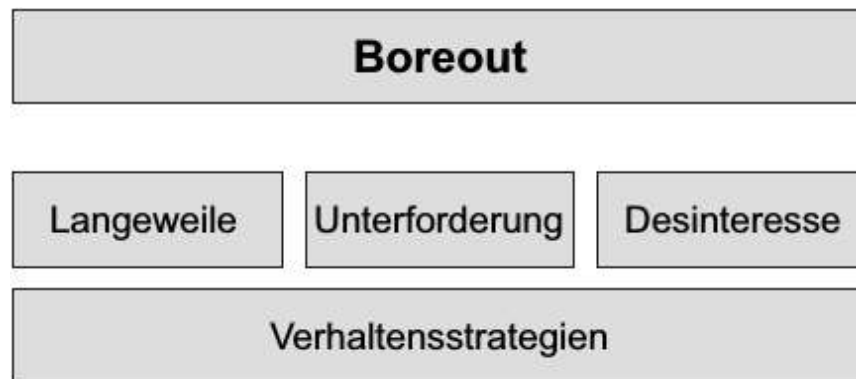 Boreout
Langeweile Unterforderung Desinteresse
Verhaltensstrategien